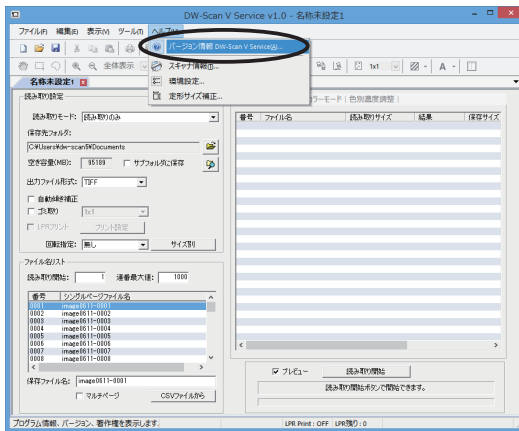 DW-Scan V Service v1.0 - 名称未設定1
ファイル(F) 編集(E) 表示(V) ツール(T) ヘルプ(H)
バージョン情報 DW-Scan V Service(A)...
全体表示
スキャナ情報(I)...
1x1
A
環境設定...
定形サイズ補正...
名称未設定1
読み取り設定
ラーモード | 色別濃度調整 |
読み取りモード: 読み取りのみ
番号 ファイル名 読み取りサイズ 結果 保存サイズ
保存先フォルダ:
C:¥Users¥dw-scan5¥Documents
空き容量(MB): 95189 サブフォルダに保存
出力ファイル形式: TIFF
自動傾き補正
ゴミ取り 1x1
LPRプリント プリント設定
回転指定: 無し サイズ別
ファイル名リスト
読み取り開始: 1 連番最大値: 1000
番号 シングルページファイル名
0001 image0611-0001
0002 image0611-0002
0003 image0611-0003
0004 image0611-0004
0005 image0611-0005
0006 image0611-0006
0007 image0611-0007
0008 image0611-0008
保存ファイル名: image0611-0001
マルチページ CSVファイルから
プレビュー 読み取り開始
読み取り開始ボタンで開始できます。
プログラム情報、バージョン、著作権を表示します。
LPR Print : OFF LPR残り : 0